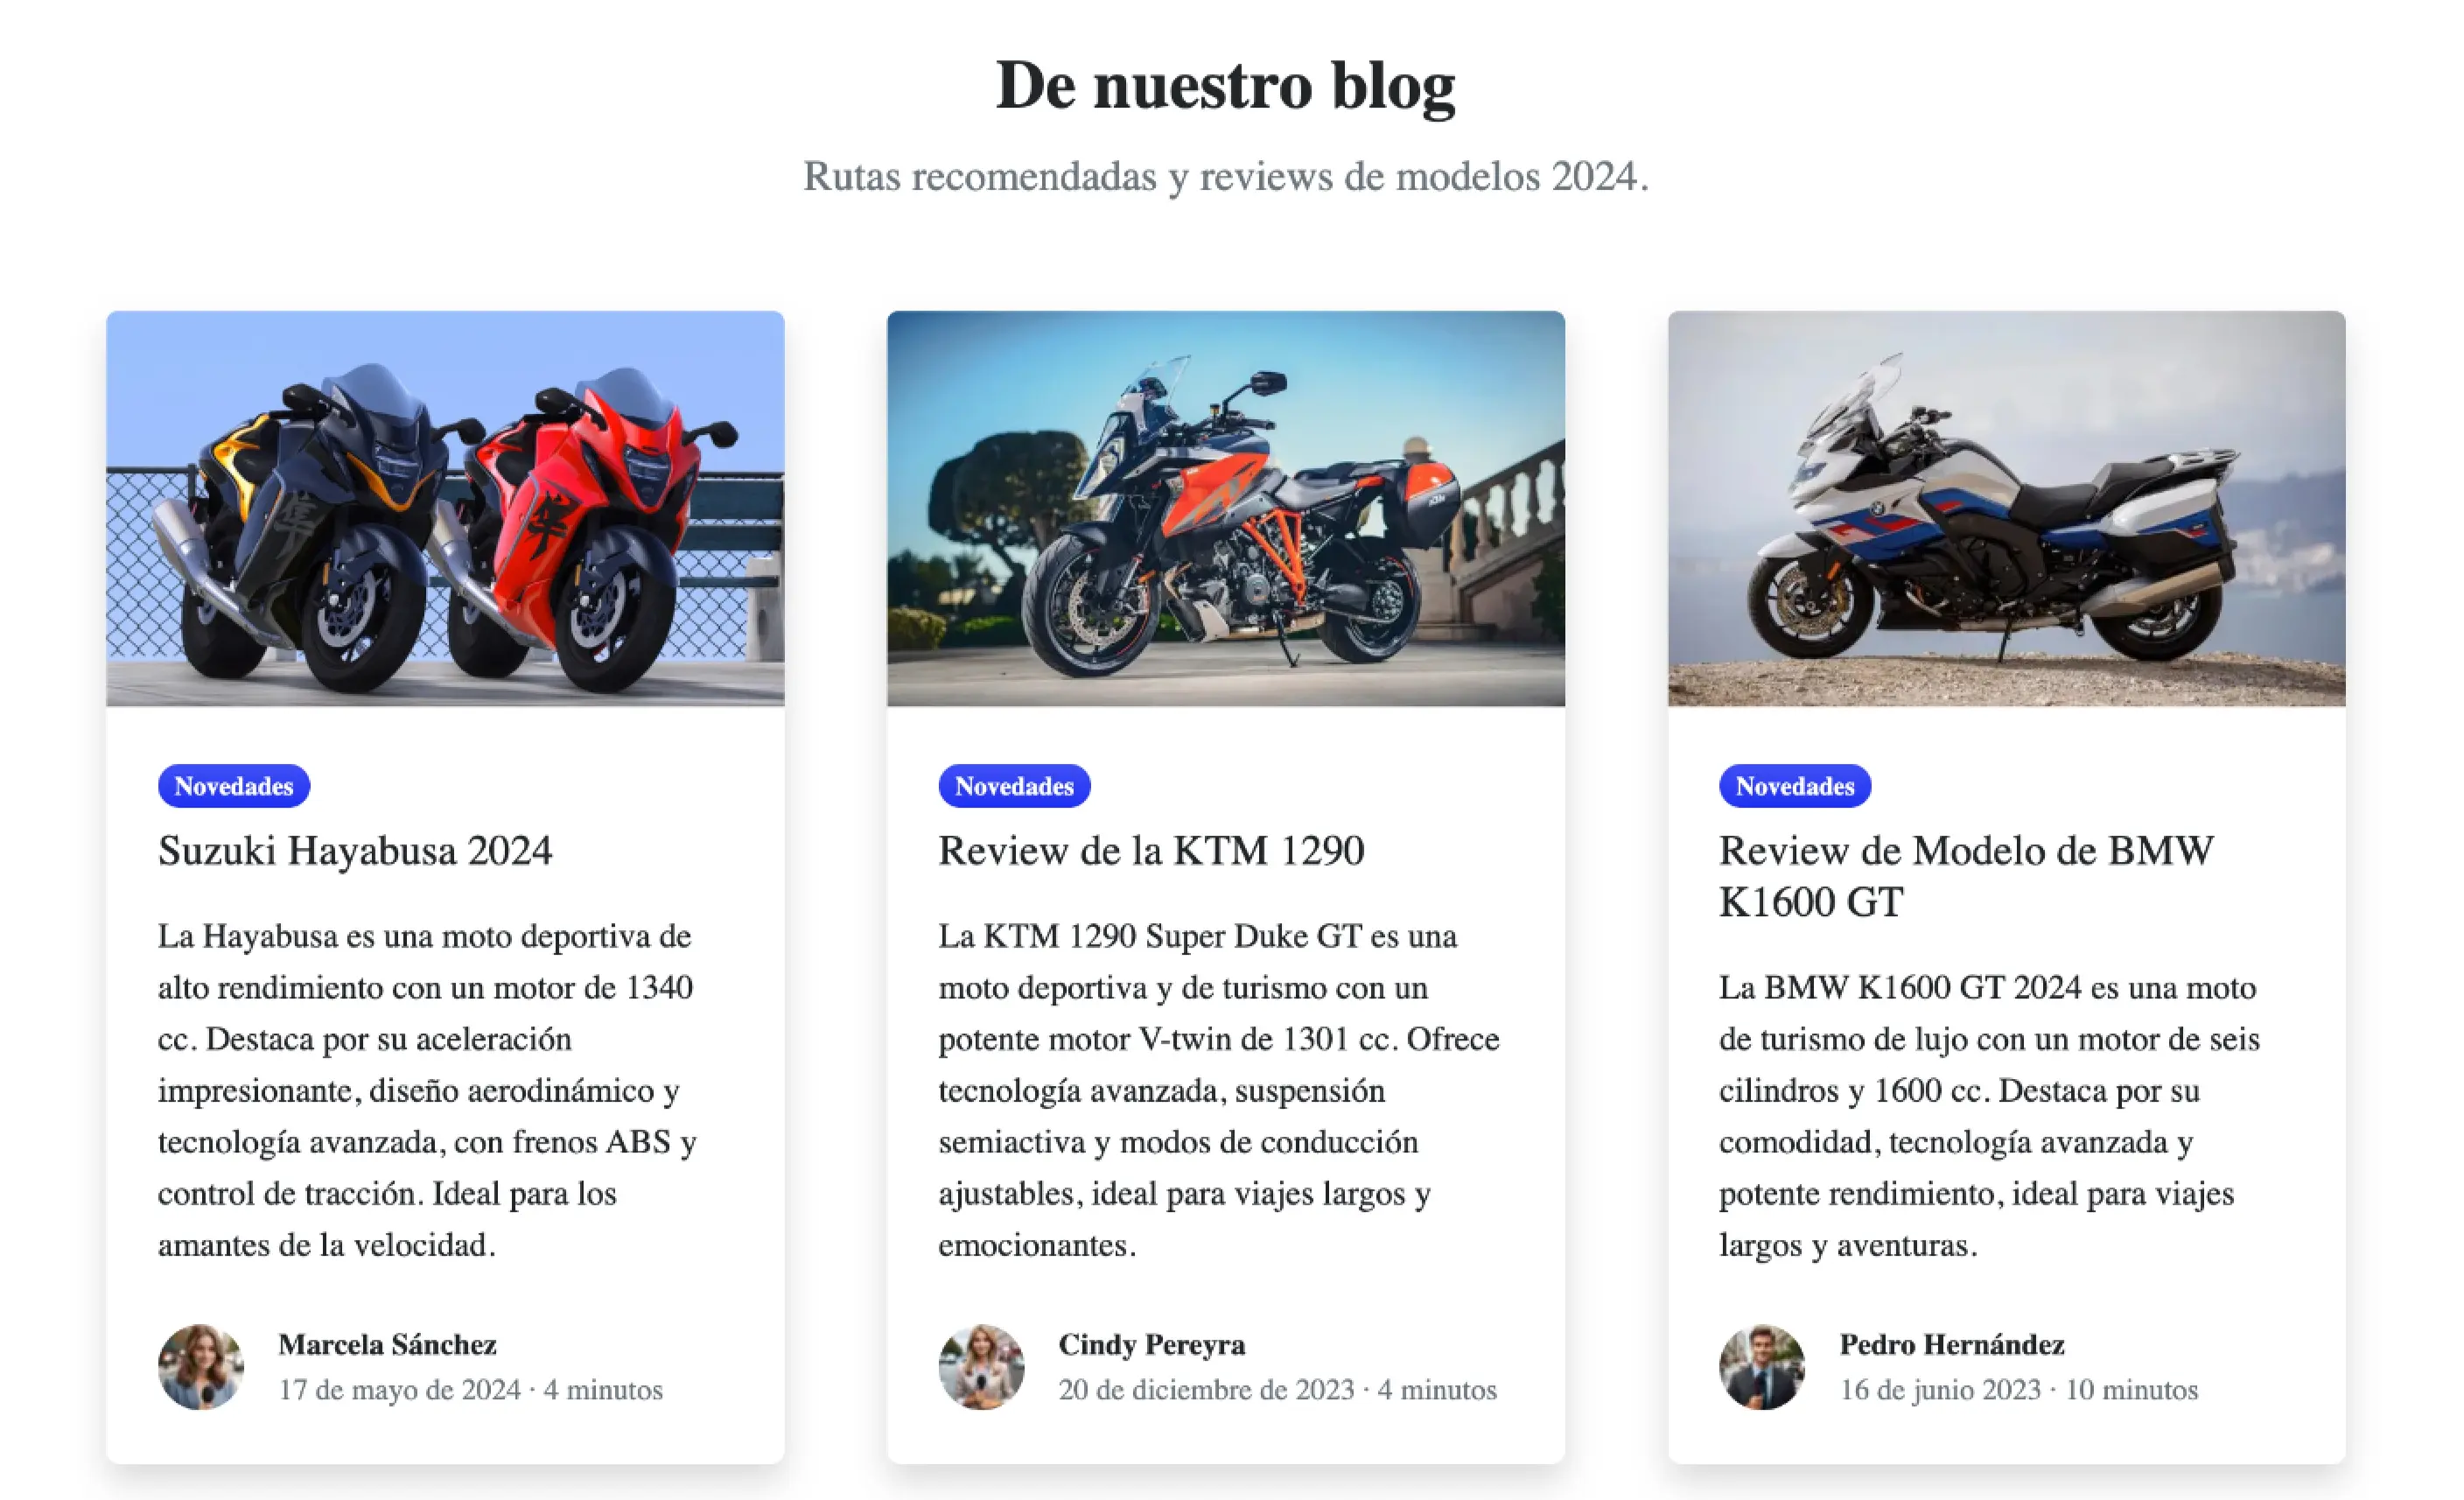 De nuestro blog
Rutas recomendadas y reviews de modelos 2024.
Novedades
Suzuki Hayabusa 2024
La Hayabusa es una moto deportiva de
alto rendimiento con un motor de 1340
cc. Destaca por su aceleración
impresionante, diseño aerodinámico y
tecnología avanzada, con frenos ABS y
control de tracción. Ideal para los
amantes de la velocidad.
Marcela Sánchez
17 de mayo de 2024 · 4 minutos
Novedades
Review de la KTM 1290
La KTM 1290 Super Duke GT es una
moto deportiva y de turismo con un
potente motor V-twin de 1301 cc. Ofrece
tecnología avanzada, suspensión
semiactiva y modos de conducción
ajustables, ideal para viajes largos y
emocionantes.
Cindy Pereyra
20 de diciembre de 2023 · 4 minutos
Novedades
Review de Modelo de BMW
K1600 GT
La BMW K1600 GT 2024 es una moto
de turismo de lujo con un motor de seis
cilindros y 1600 cc. Destaca por su
comodidad, tecnología avanzada y
potente rendimiento, ideal para viajes
largos y aventuras.
Pedro Hernández
16 de junio 2023 · 10 minutos